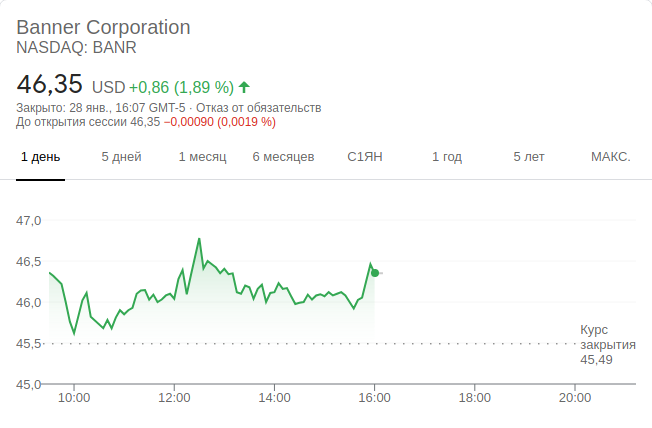 Banner Corporation
NASDAQ: BANR
46,35 USD +0,86 (1,89 %)
Закрыто: 28 янв., 16:07 GMT-5 · Отказ от обязательств
До открытия сессии 46,35 −0,00090 (0,0019 %)
1 день 5 дней 1 месяц 6 месяцев С1ЯН 1 год 5 лет МАКС.
47,0
46,5
46,0
45,5
45,0
Курс
закрытия
45,49
10:00 12:00 14:00 16:00 18:00 20:00